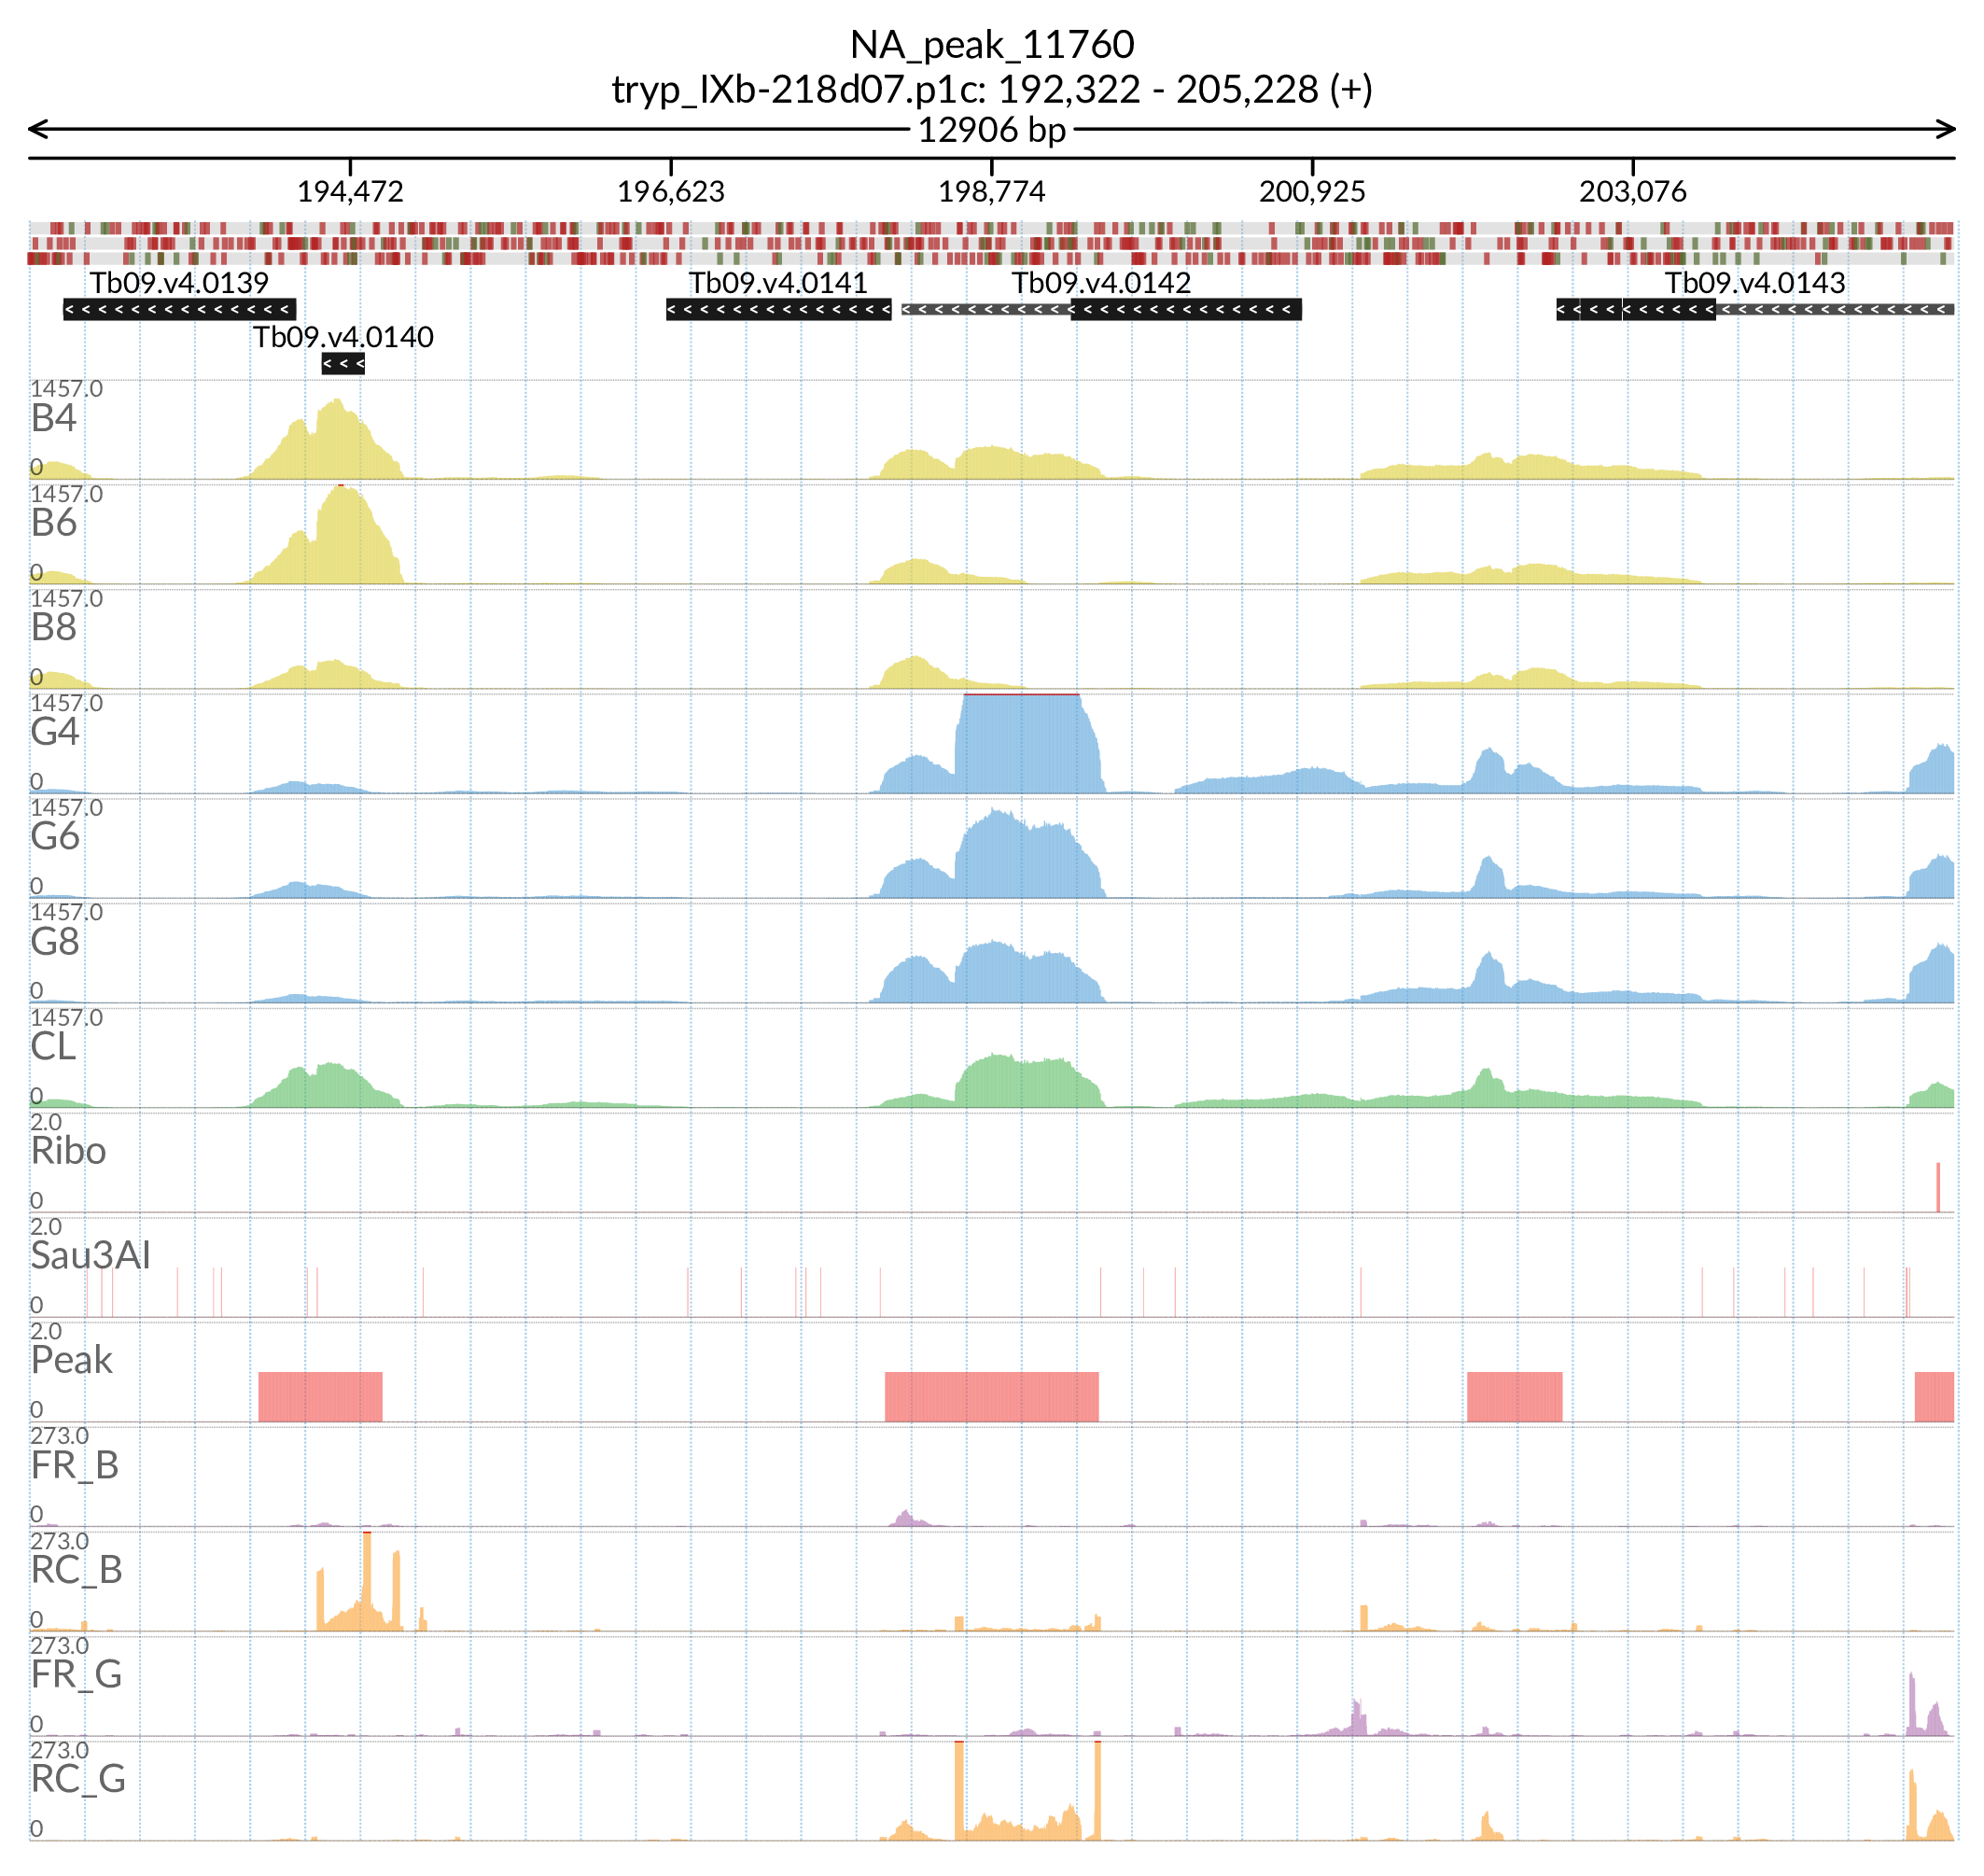 NA_peak_11760
tryp_IXb-218d07.p1c: 192,322 - 205,228 (+)
12906 bp
194,472 196,623 198,774 200,925 203,076
Tb09.v4.0139 Tb09.v4.0141 Tb09.v4.0142 Tb09.v4.0143
Tb09.v4.0140
1457.0
B4
0
1457.0
B6
0
1457.0
B8
0
1457.0
G4
0
1457.0
G6
0
1457.0
G8
0
1457.0
CL
0
2.0
Ribo
0
2.0
Sau3AI
0
2.0
Peak
0
273.0
FR_B
0
273.0
RC_B
0
273.0
FR_G
0
273.0
RC_G
0